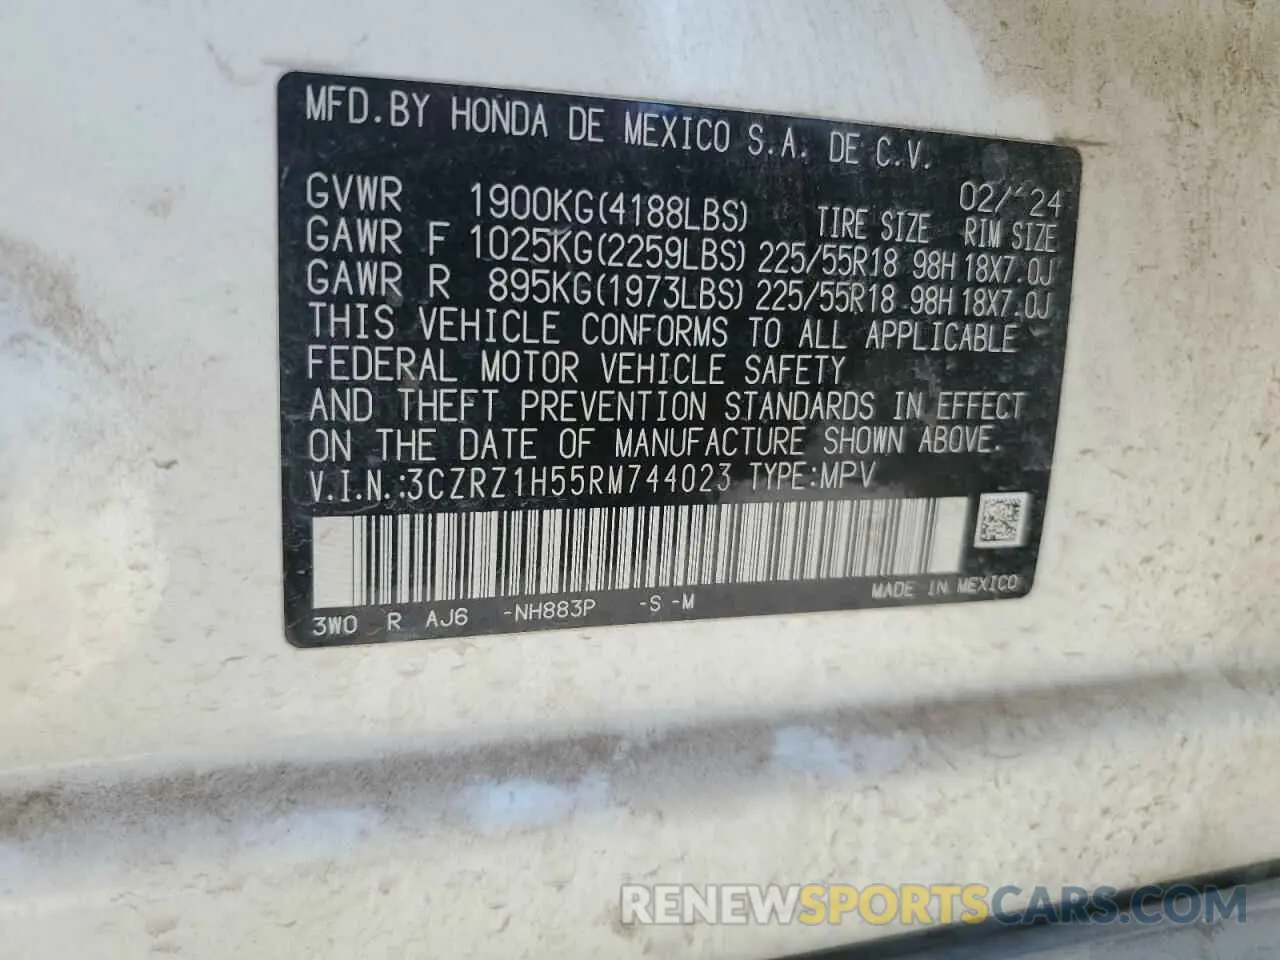 MFD.BY HONDA DE MEXICO S.A. DE C.V.
02/'24
GVWR 1900KG(4188LBS) TIRE SIZE RIM SIZE
GAWR F 1025KG(2259LBS) 225/55R18 98H 18X7.0J
GAWR R 895KG(1973LBS) 225/55R18 98H 18X7.0J
THIS VEHICLE CONFORMS TO ALL APPLICABLE
FEDERAL MOTOR VEHICLE SAFETY
AND THEFT PREVENTION STANDARDS IN EFFECT
ON THE DATE OF MANUFACTURE SHOWN ABOVE.
V.I.N.:3CZRZ1H55RM744023 TYPE:MPV
MADE IN MEXICO
3W0 R AJ6 -NH883P -S -M
RENEWSPORTSCARS.COM